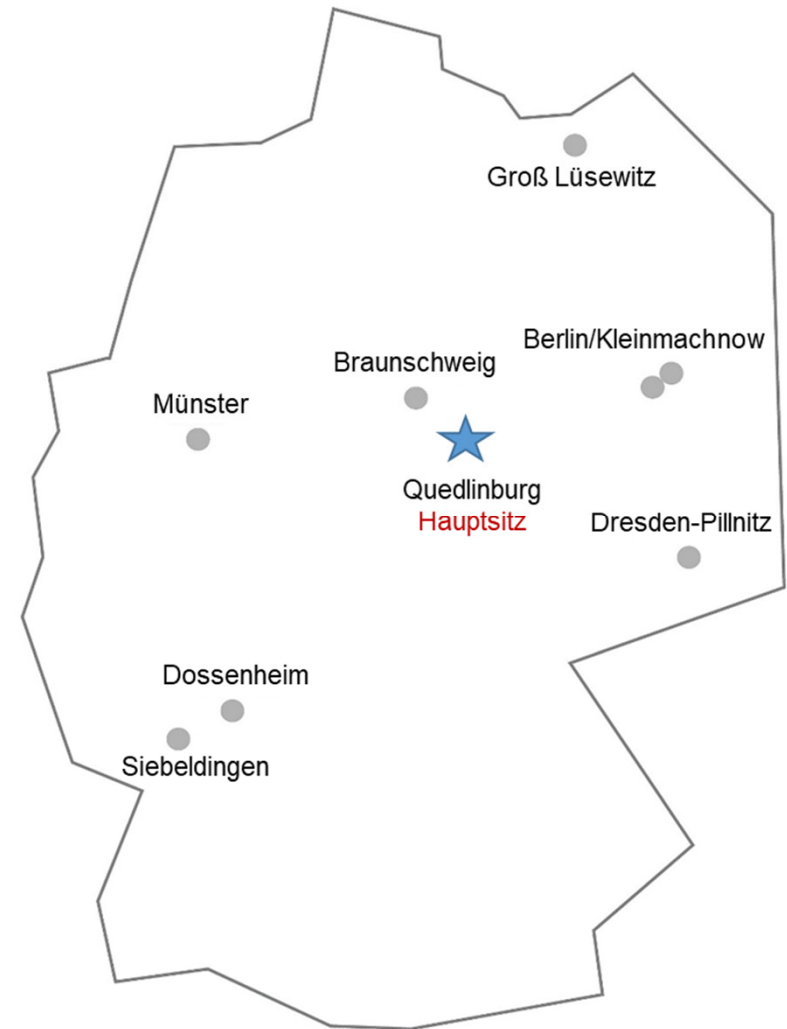 Groß Lüsewitz
Berlin/Kleinmachnow
Braunschweig
Münster
Quedlinburg
Hauptsitz
Dresden-Pillnitz
Dossenheim
Siebeldingen